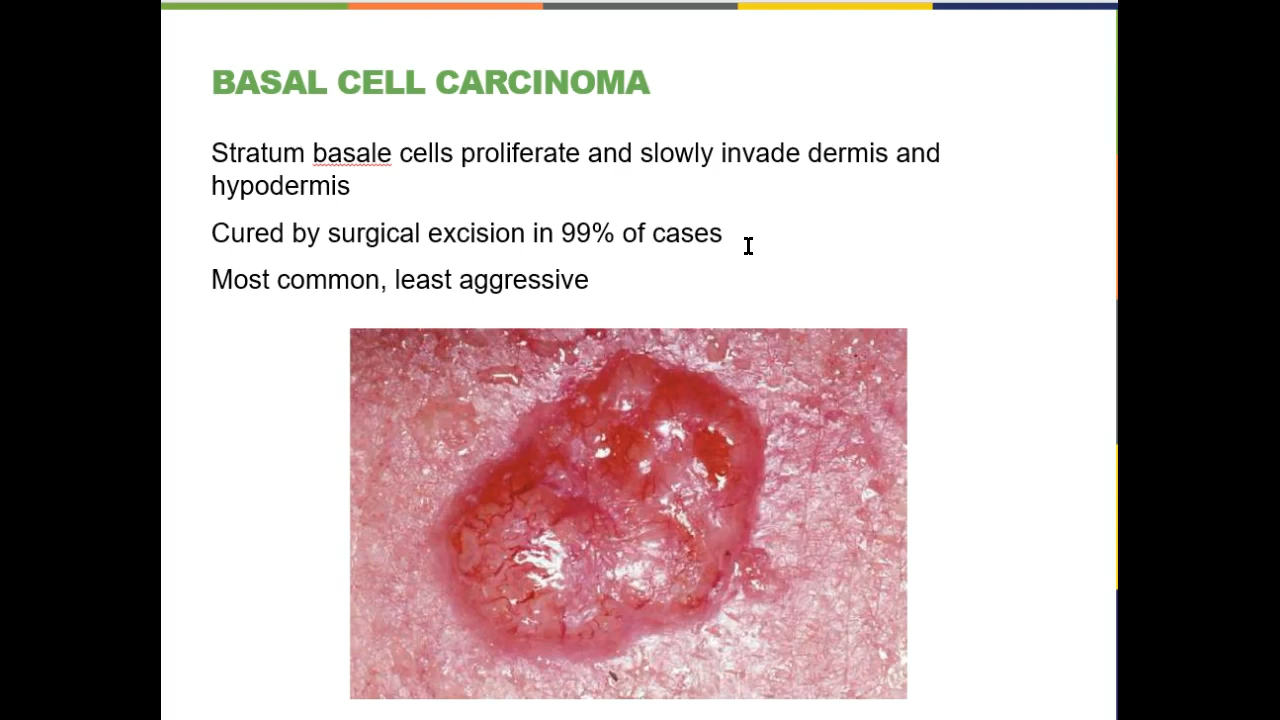 BASAL CELL CARCINOMA
Stratum basale cells proliferate and slowly invade dermis and
hypodermis
Cured by surgical excision in 99% of cases
Most common, least aggressive